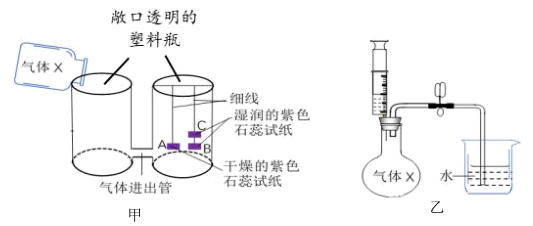 敞口透明的
塑料瓶
气体X
细线
湿润的紫色
石蕊试纸
C
A
B
干燥的紫色
石蕊试纸
气体进出管
甲
气体X
水
乙